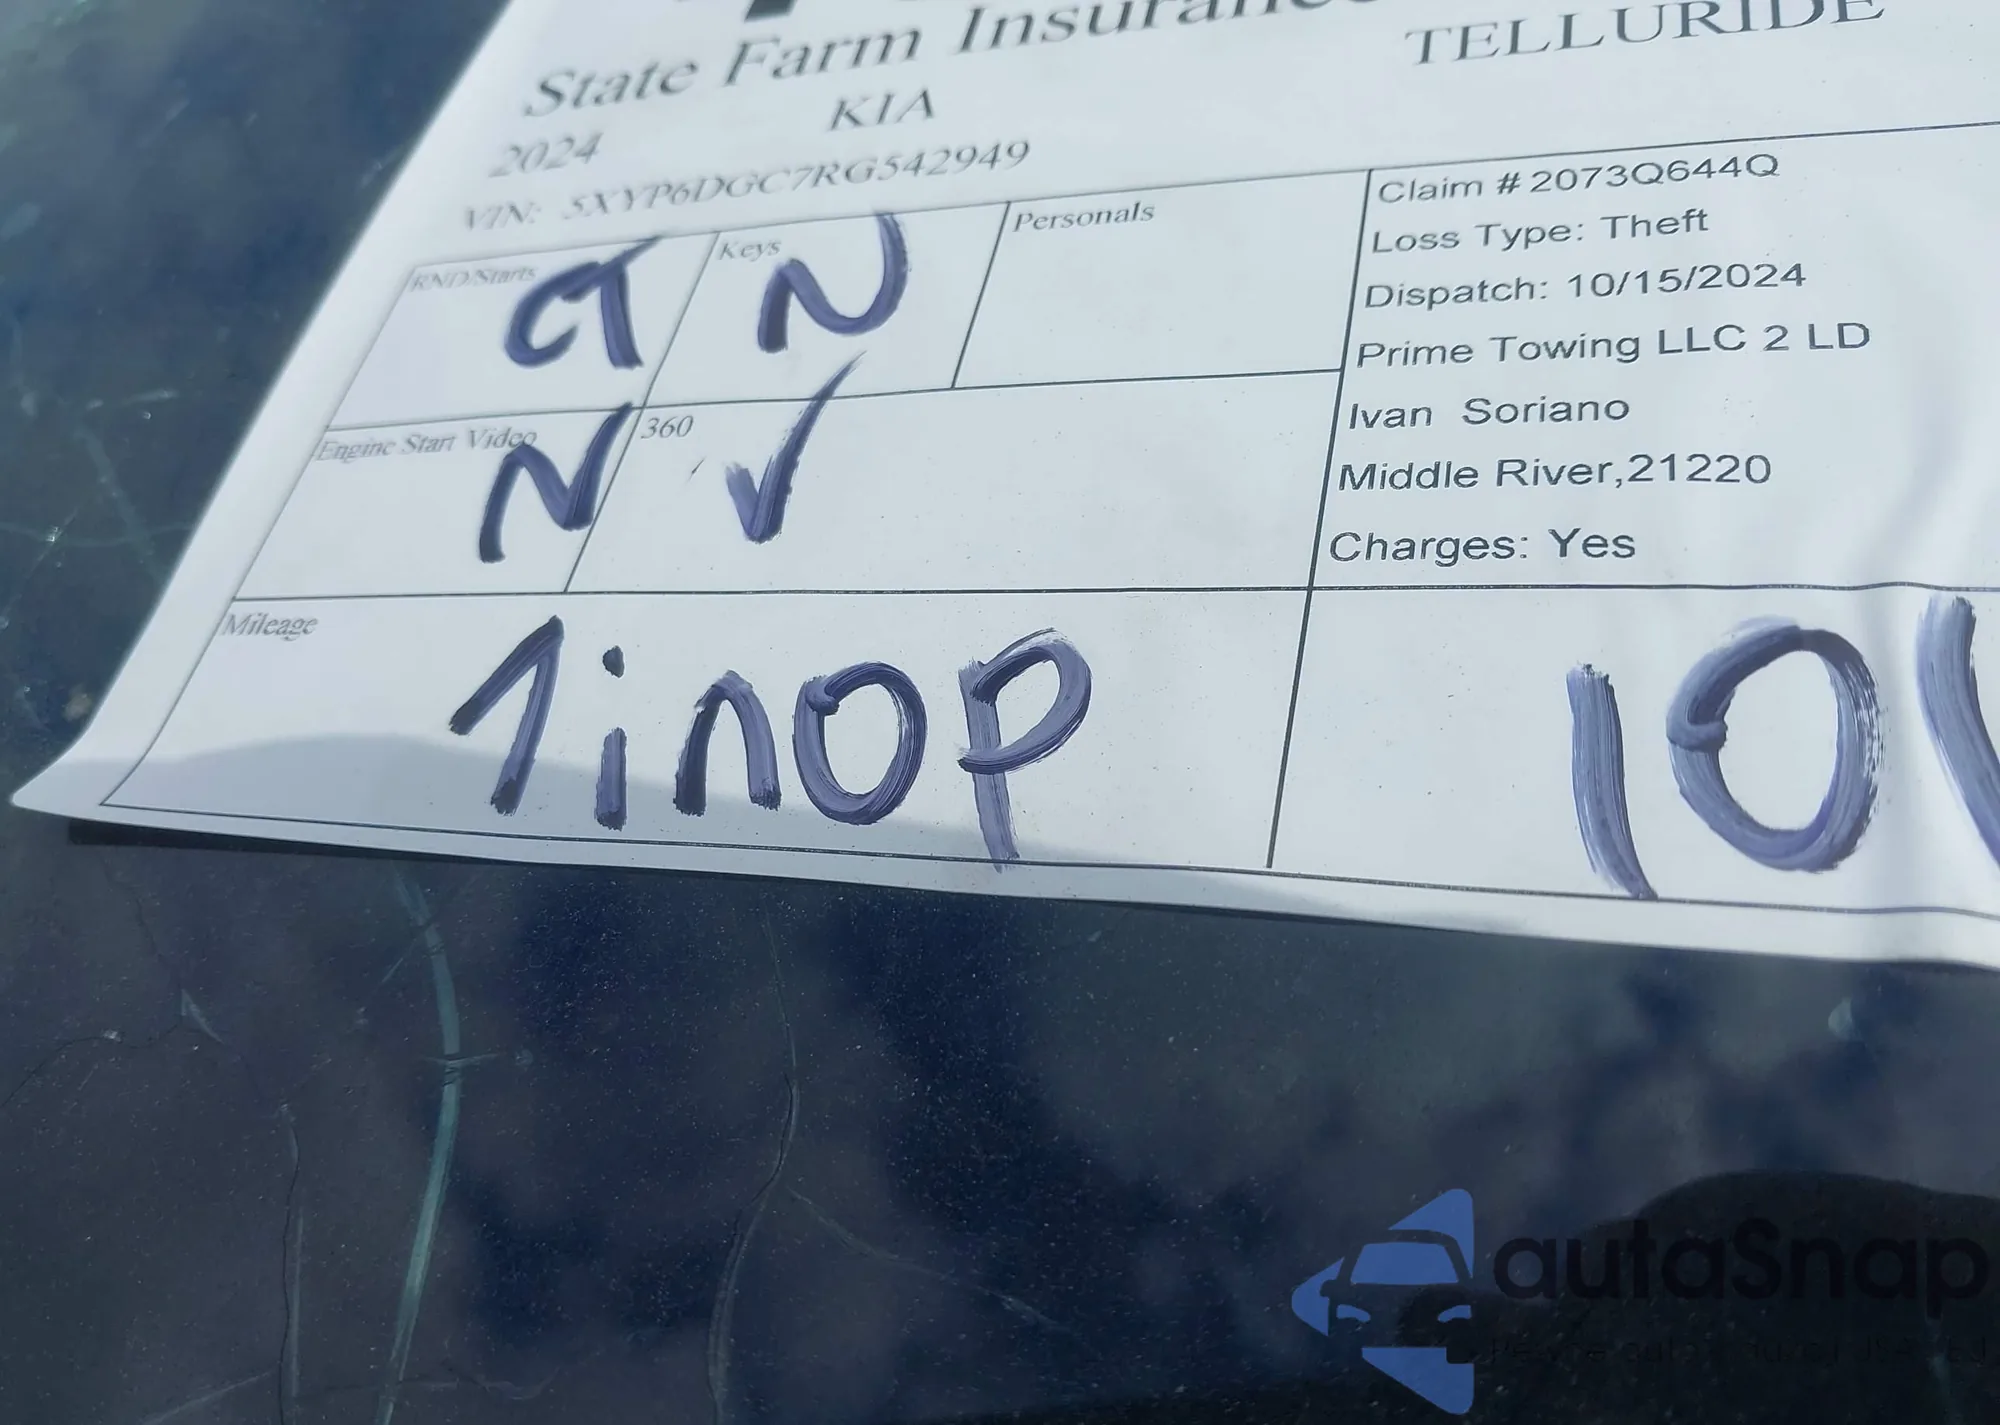 State Farm Insurance
TELLURIDE
KIA
2024
VIN: 5XYP6DGC7RG542949
RND/Starts
CT
Keys
N
Personals
Engine Start Video
N
360
✓
Claim # 2073Q644Q
Loss Type: Theft
Dispatch: 10/15/2024
Prime Towing LLC 2 LD
Ivan Soriano
Middle River,21220
Charges: Yes
Mileage
1inop
10
autaSnap